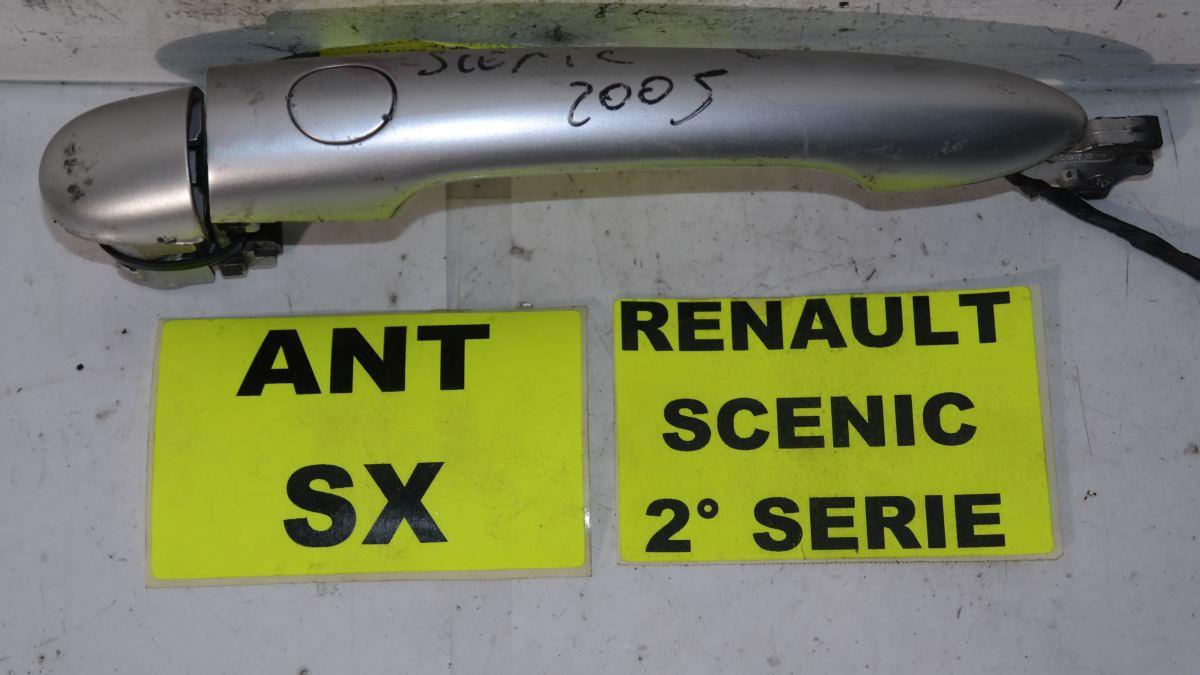 SCENIC
2005
ANT
SX
RENAULT
SCENIC
2° SERIE